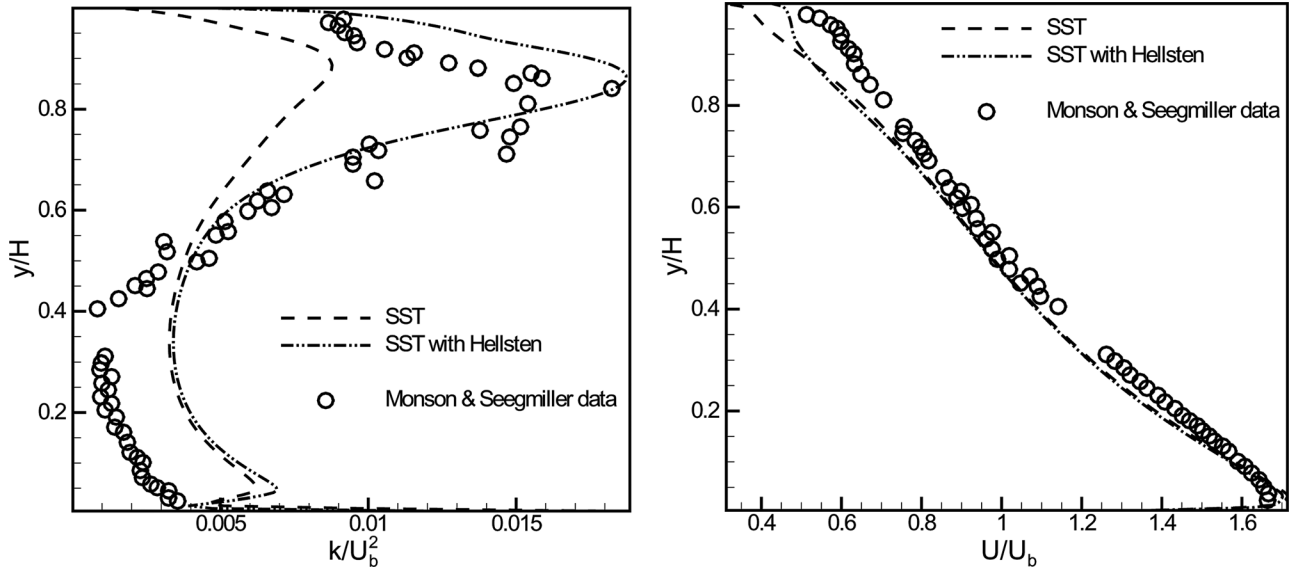 y/H
0.8
0.6
0.4
0.2
0.005
0.01
0.015
k/U_b^2
SST
SST with Hellsten
Monson & Seegmiller data
y/H
0.8
0.6
0.4
0.2
0.4
0.6
0.8
1
1.2
1.4
1.6
U/U_b
SST
SST with Hellsten
Monson & Seegmiller data